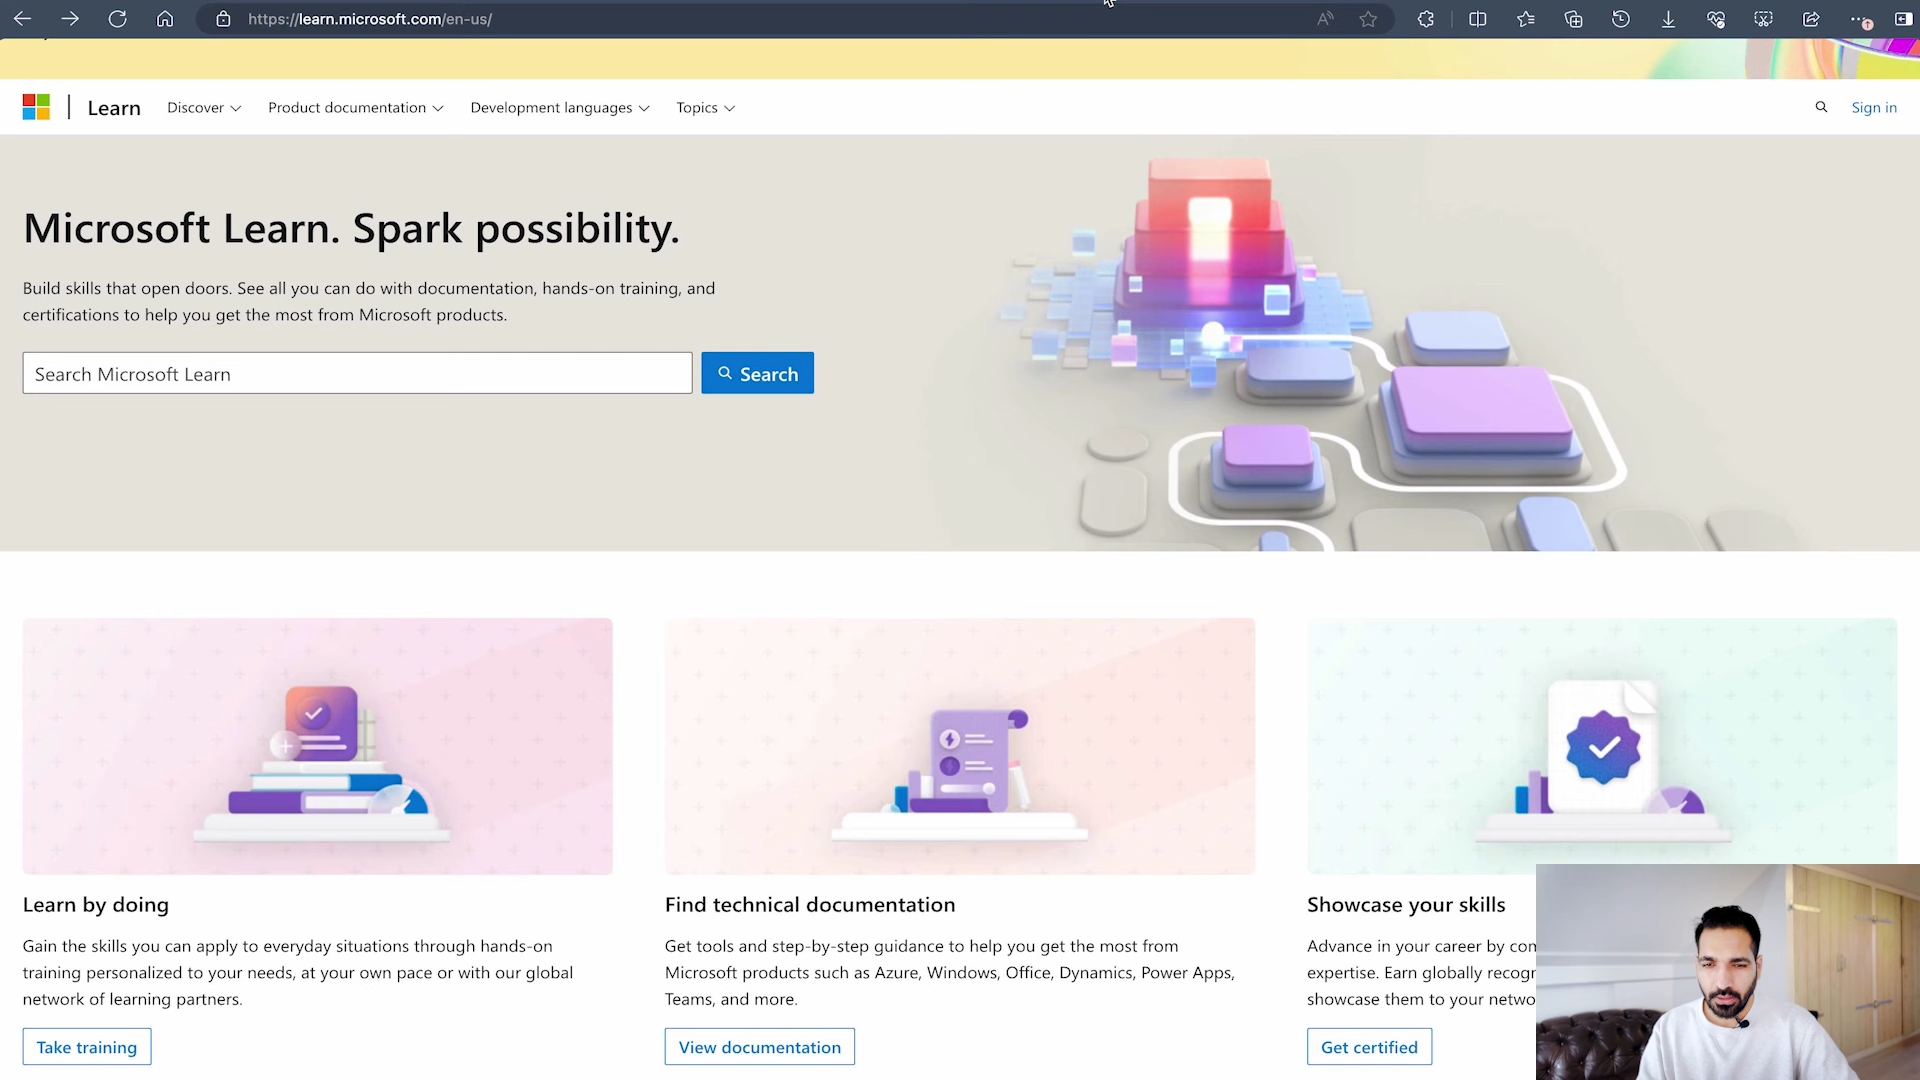 https://learn.microsoft.com/en-us/
Learn
Discover
Product documentation
Development languages
Topics
Sign in
Microsoft Learn. Spark possibility.
Build skills that open doors. See all you can do with documentation, hands-on training, and
certifications to help you get the most from Microsoft products.
Search Microsoft Learn
Search
Learn by doing
Gain the skills you can apply to everyday situations through hands-on
training personalized to your needs, at your own pace or with our global
network of learning partners.
Take training
Find technical documentation
Get tools and step-by-step guidance to help you get the most from
Microsoft products such as Azure, Windows, Office, Dynamics, Power Apps,
Teams, and more.
View documentation
Showcase your skills
Advance in your career by
expertise. Earn globally
showcase them to your
Get certified